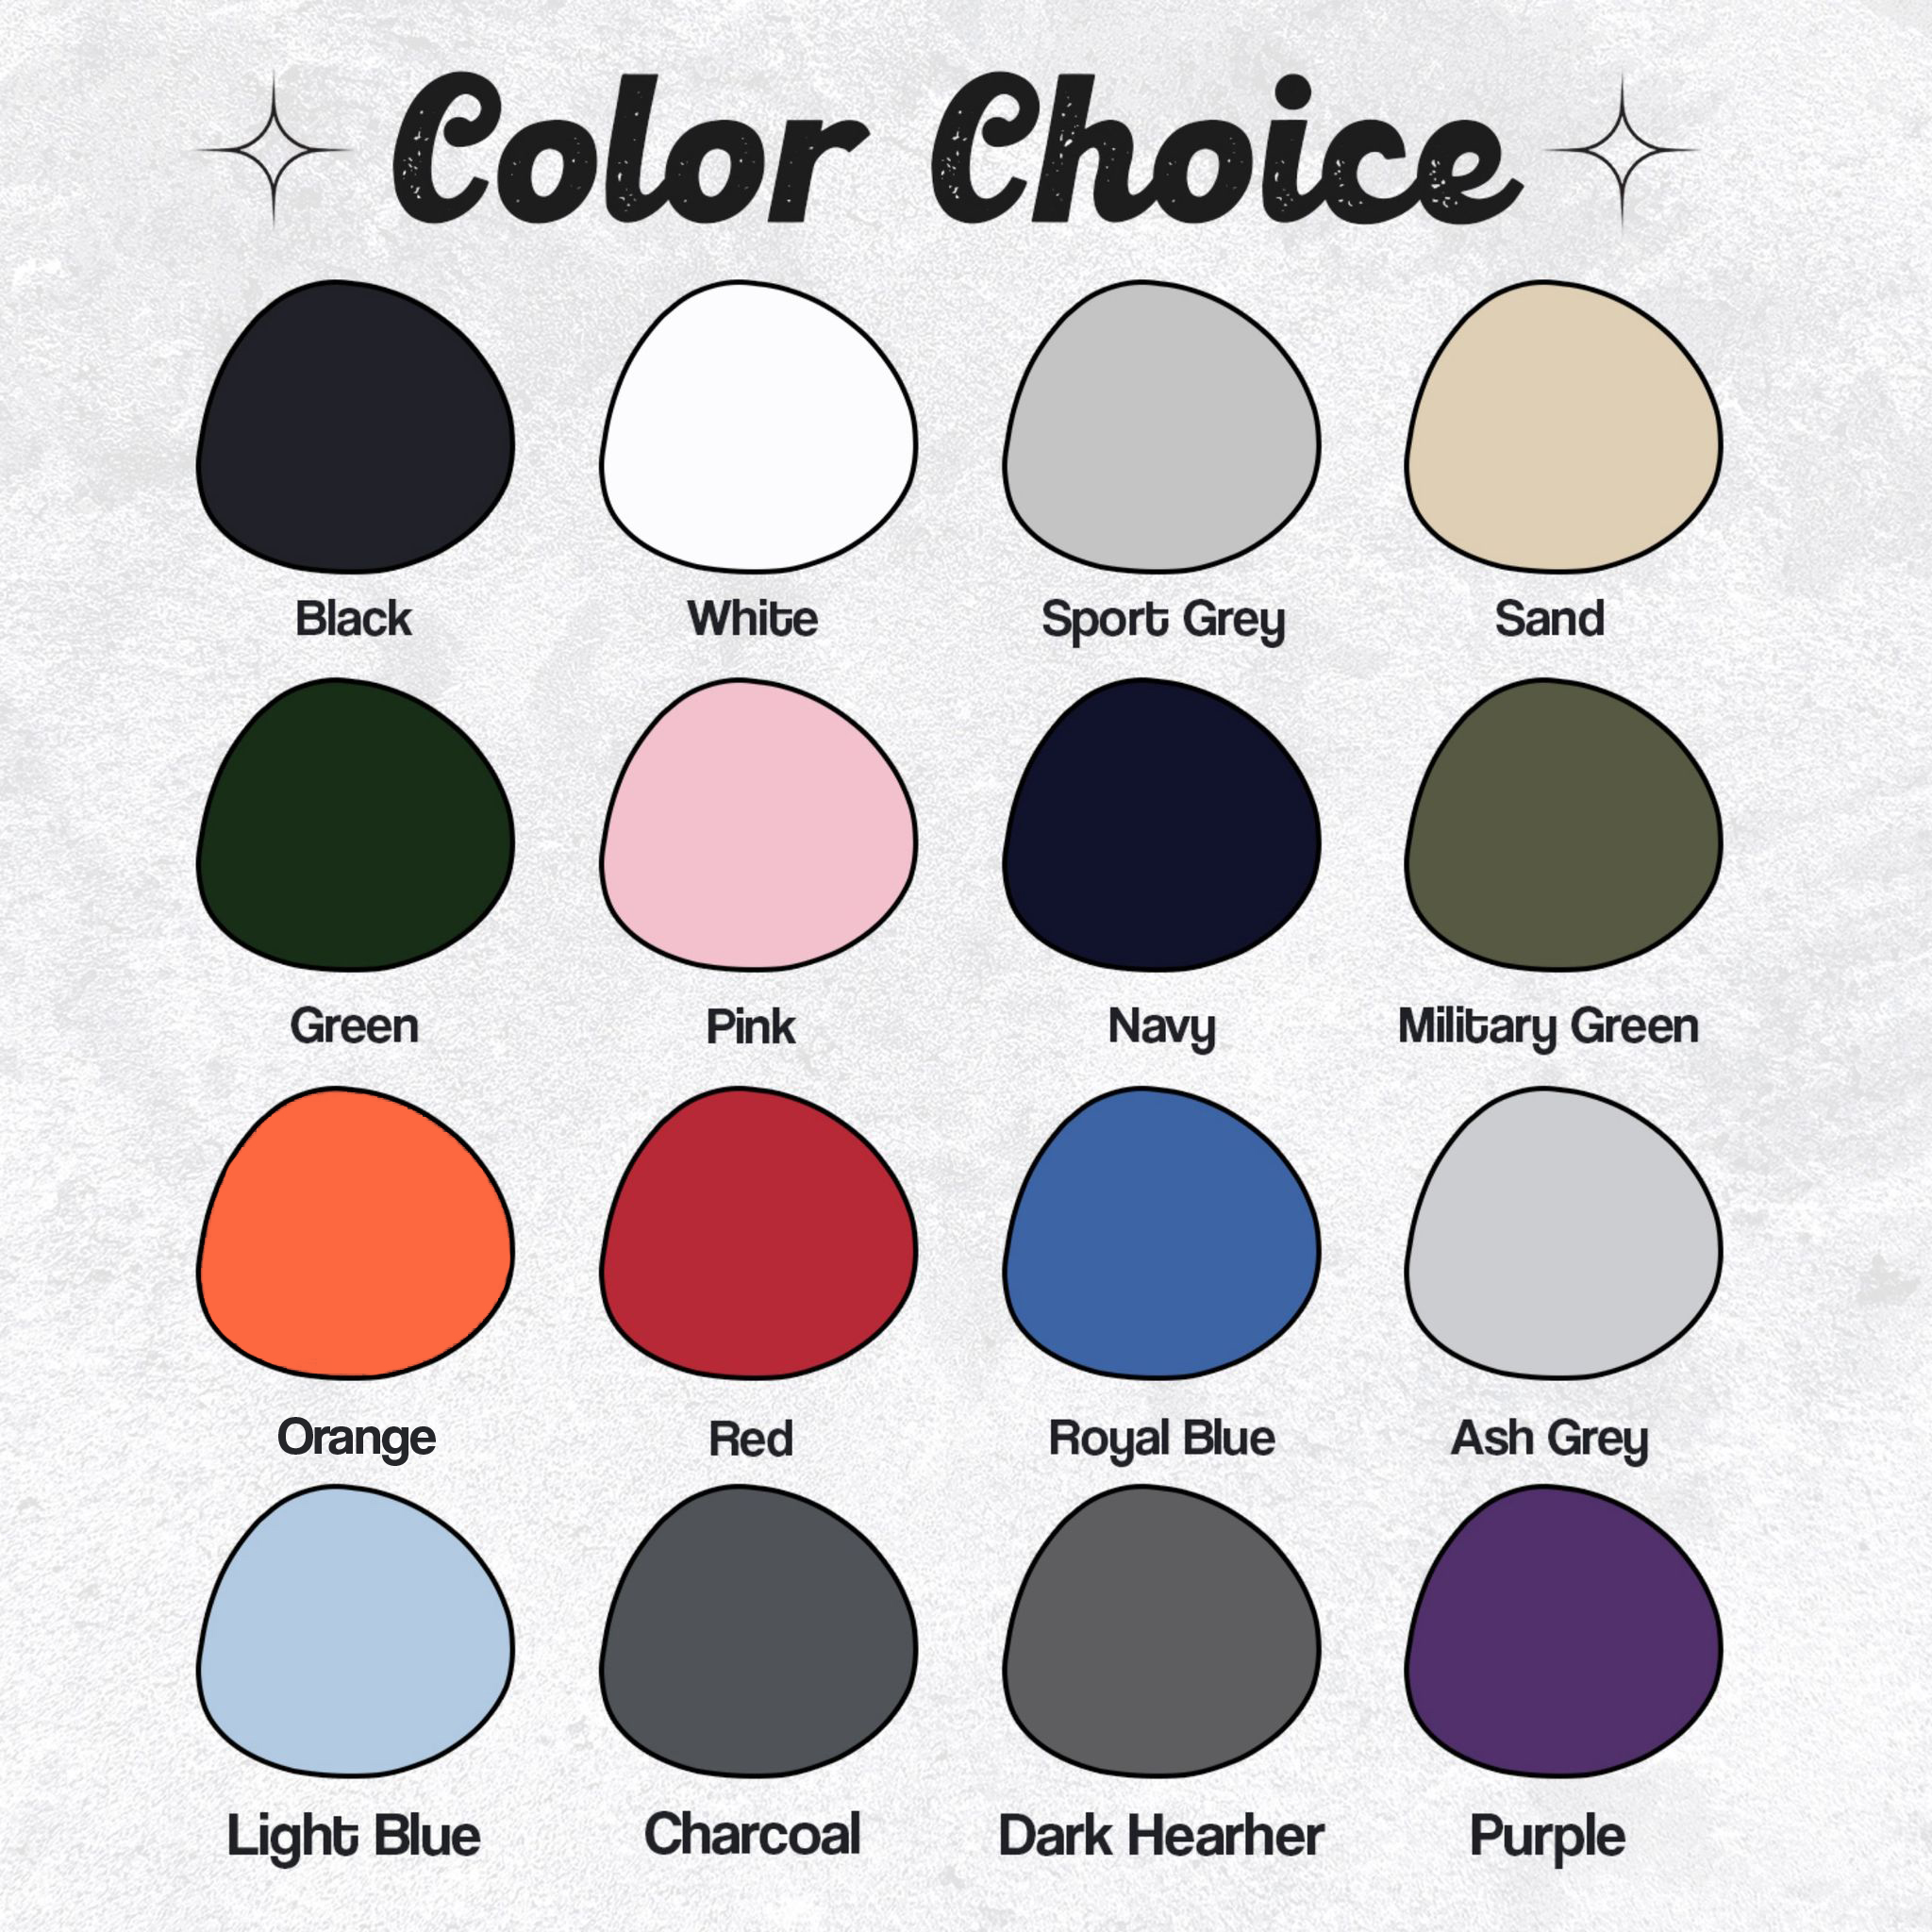 Color Choice
Black
White
Sport Grey
Sand
Green
Pink
Navy
Military Green
Orange
Red
Royal Blue
Ash Grey
Light Blue
Charcoal
Dark Hearher
Purple